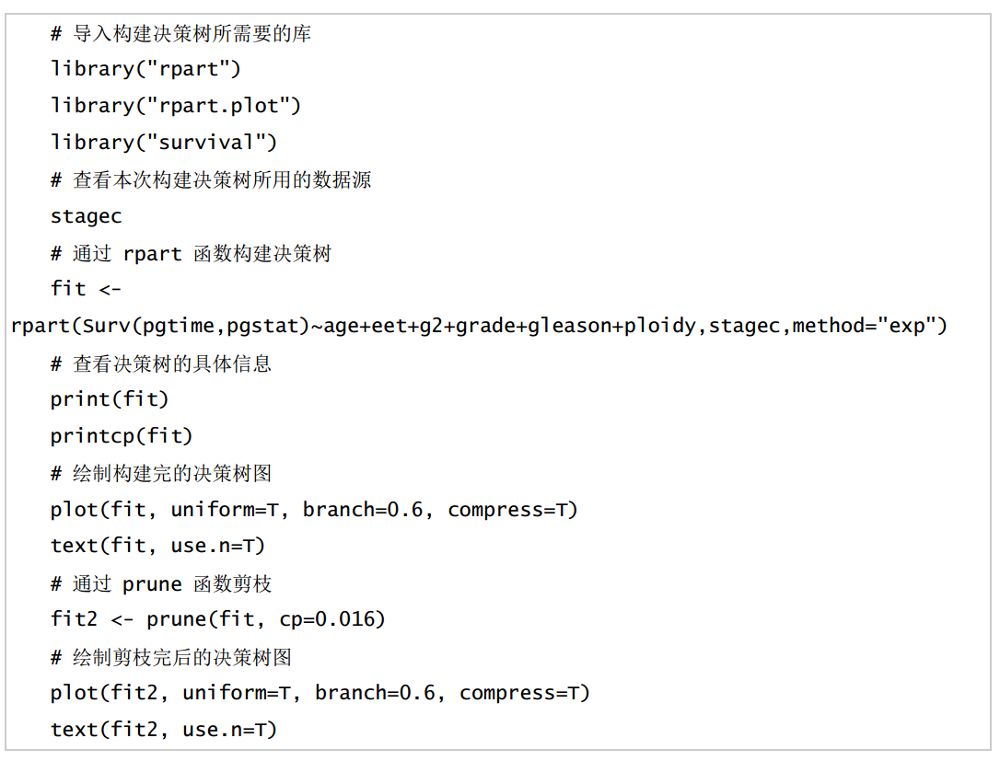 # 导入构建决策树所需要的库
library("rpart")
library("rpart.plot")
library("survival")
# 查看本次构建决策树所用的数据源
stagec
# 通过 rpart 函数构建决策树
fit <-
rpart(Surv(pgtime,pgstat)~age+eet+g2+grade+gleason+ploidy,stagec,method="exp")
# 查看决策树的具体信息
print(fit)
printcp(fit)
# 绘制构建完的决策树图
plot(fit, uniform=T, branch=0.6, compress=T)
text(fit, use.n=T)
# 通过 prune 函数剪枝
fit2 <- prune(fit, cp=0.016)
# 绘制剪枝完后的决策树图
plot(fit2, uniform=T, branch=0.6, compress=T)
text(fit2, use.n=T)